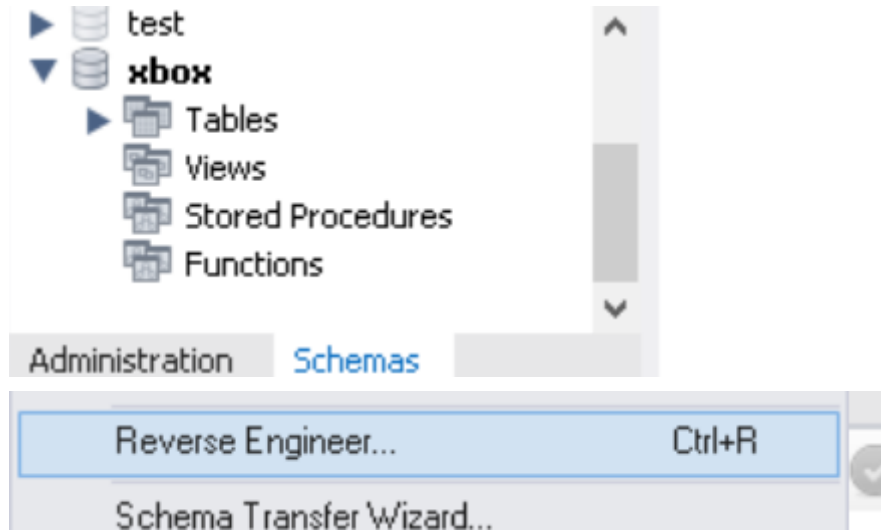 test
xbox
Tables
Views
Stored Procedures
Functions
Administration Schemas
Reverse Engineer... Ctrl+R
Schema Transfer Wizard...